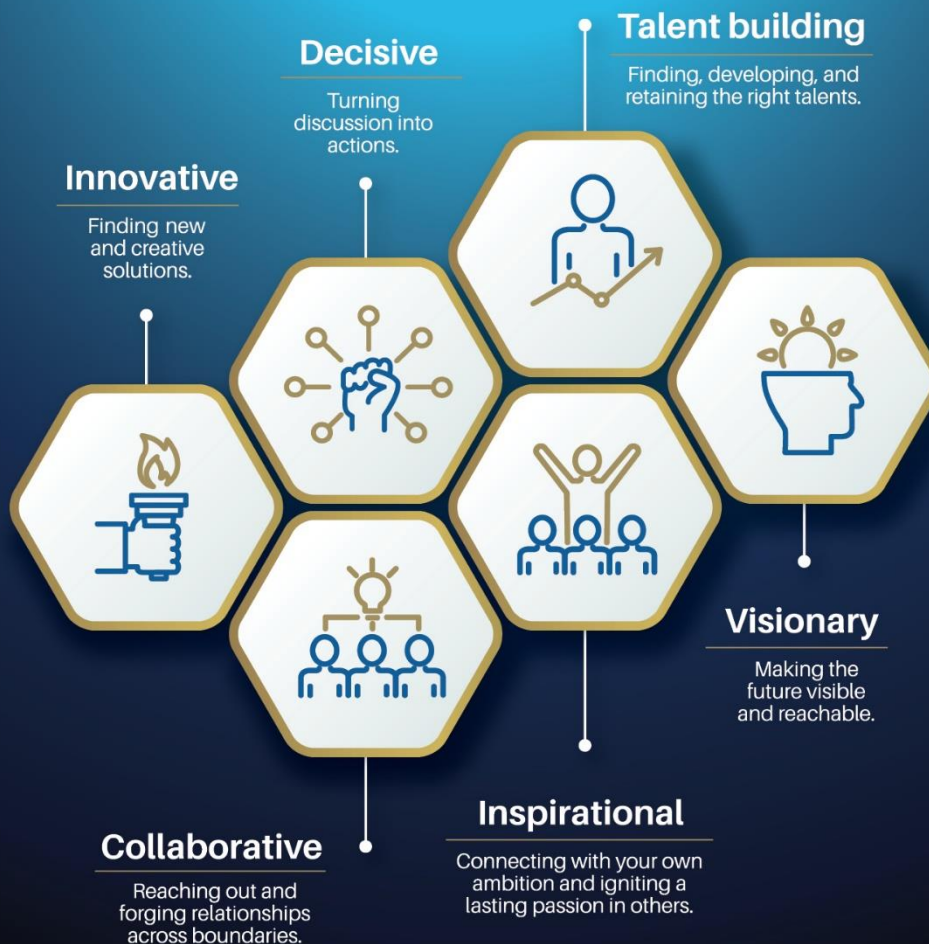 Talent building
Finding, developing, and
retaining the right talents.
Decisive
Turning
discussion into
actions.
Innovative
Finding new
and creative
solutions.
Visionary
Making the
future visible
and reachable.
Inspirational
Connecting with your own
ambition and igniting a
lasting passion in others.
Collaborative
Reaching out and
forging relationships
across boundaries.